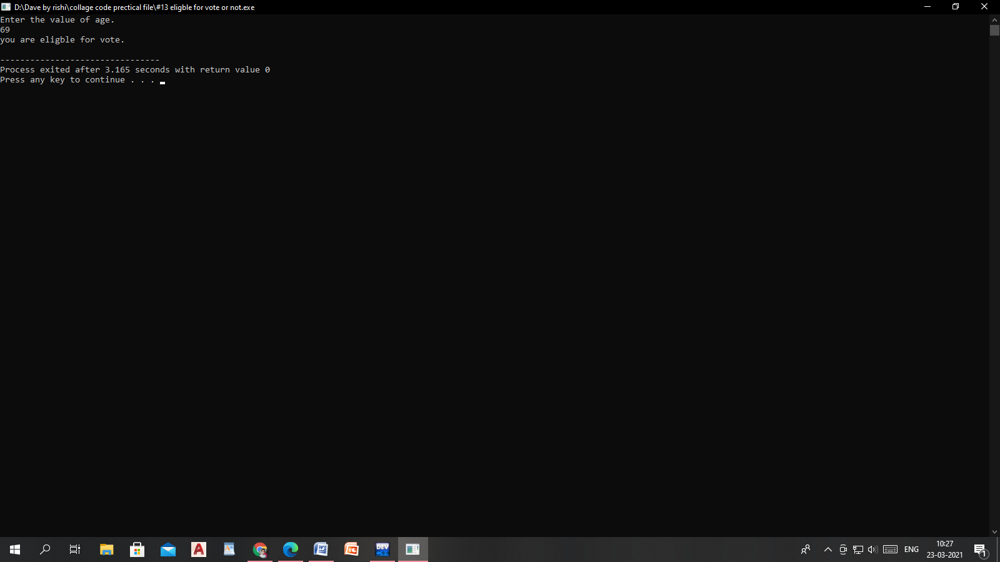 D:\Dave by rishi\collage code prectical file\#13 eligble for vote or not.exe
Enter the value of age.
69
you are eligble for vote.
--------------------------------
Process exited after 3.165 seconds with return value 0
Press any key to continue . . .
DEV
ENG
10:27
23-03-2021
1